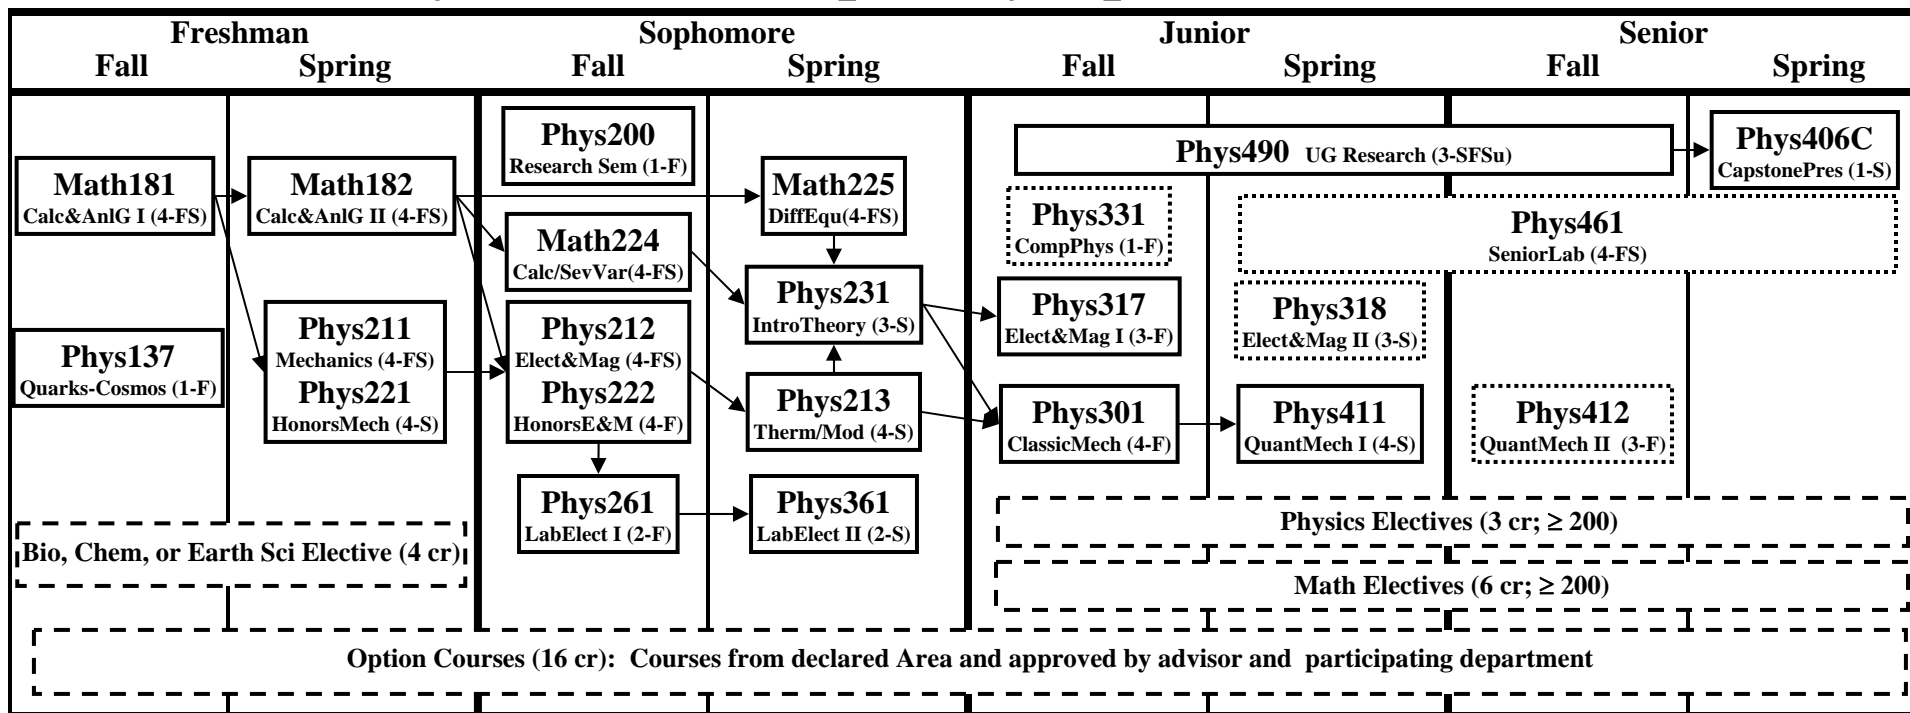 Freshman
Sophomore
Junior
Senior
Fall
Spring
Fall
Spring
Fall
Spring
Fall
Spring
Math181
Calc&AnlG I (4-FS)
Phys137
Quarks-Cosmos (1-F)
Math182
Calc&AnlG II (4-FS)
Phys211
Mechanics (4-FS)
Phys221
HonorsMech (4-S)
Bio, Chem, or Earth Sci Elective (4 cr)
Phys200
Research Sem (1-F)
Math224
Calc/SevVar(4-FS)
Phys212
Elect&Mag (4-FS)
Phys222
HonorsE&M (4-F)
Phys261
LabElect I (2-F)
Math225
DiffEqu(4-FS)
Phys231
IntroTheory (3-S)
Phys213
Therm/Mod (4-S)
Phys361
LabElect II (2-S)
Phys490 UG Research (3-SFSu)
Phys406C
CapstonePres (1-S)
Phys331
CompPhys (1-F)
Phys461
SeniorLab (4-FS)
Phys317
Elect&Mag I (3-F)
Phys318
Elect&Mag II (3-S)
Phys301
ClassicMech (4-F)
Phys411
QuantMech I (4-S)
Phys412
QuantMech II (3-F)
Physics Electives (3 cr; ≥ 200)
Math Electives (6 cr; ≥ 200)
Option Courses (16 cr): Courses from declared Area and approved by advisor and participating department